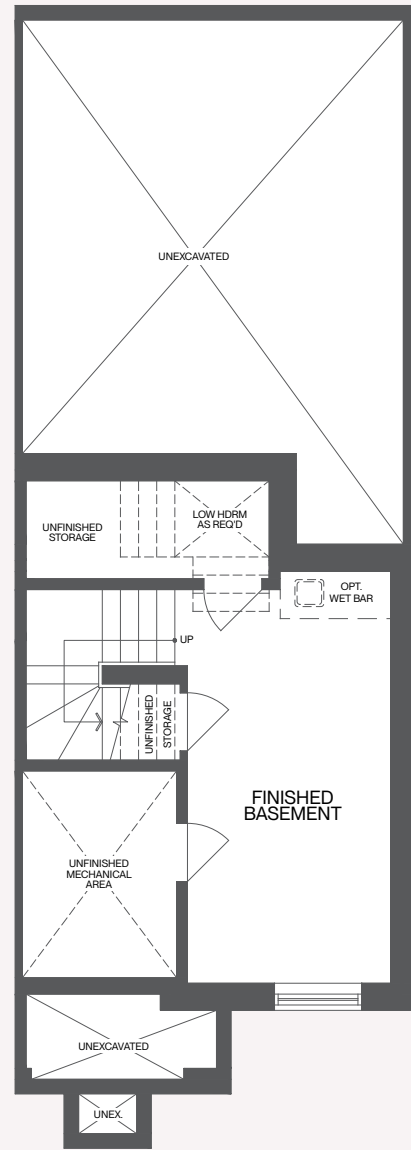 UNEXCAVATED
UNFINISHED
STORAGE
LOW HDRM
AS REQ'D
OPT.
WET BAR
UP
UNFINISHED
STORAGE
FINISHED
BASEMENT
UNFINISHED
MECHANICAL
AREA
UNEXCAVATED
UNEX.